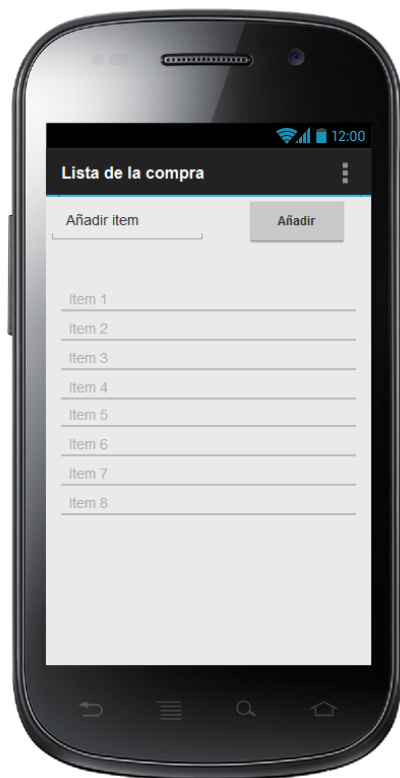 12:00
Lista de la compra
Añadir item Añadir
Item 1
Item 2
Item 3
Item 4
Item 5
Item 6
Item 7
Item 8